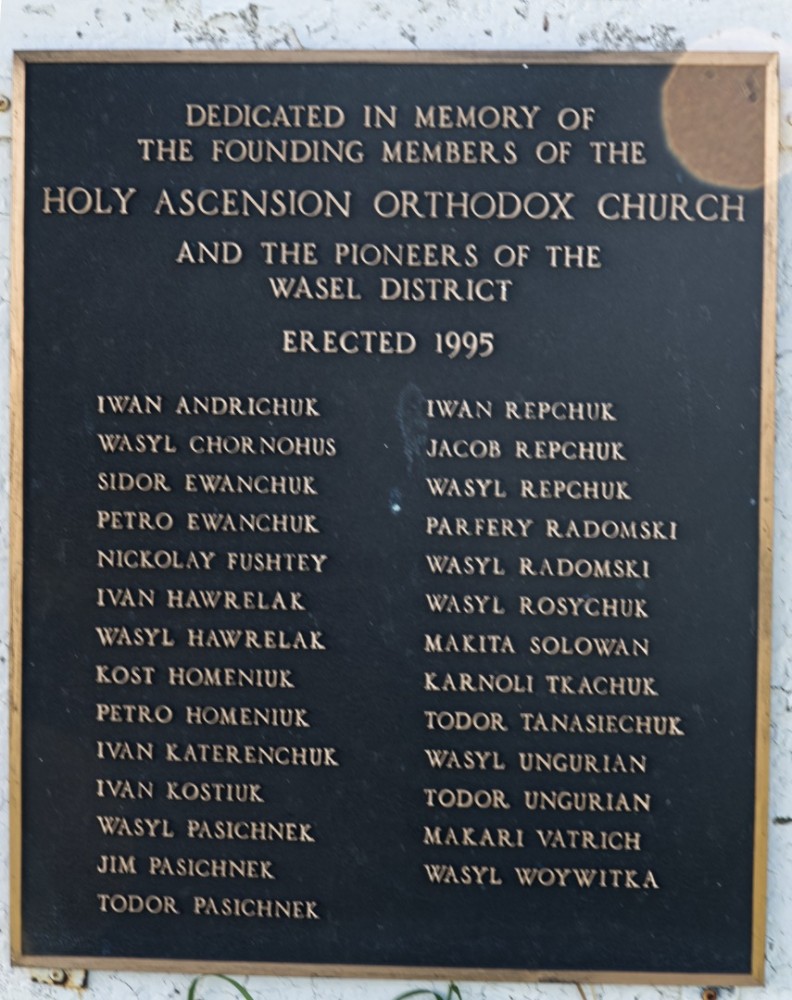 DEDICATED IN MEMORY OF
THE FOUNDING MEMBERS OF THE
HOLY ASCENSION ORTHODOX CHURCH
AND THE PIONEERS OF THE
WASEL DISTRICT
ERECTED 1995
IWAN ANDRICHUK
WASYL CHORNOHUS
SIDOR EWANCHUK
PETRO EWANCHUK
NICKOLAY FUSHTEY
IVAN HAWRELAK
WASYL HAWRELAK
KOST HOMENIUK
PETRO HOMENIUK
IVAN KATERENCHUK
IVAN KOSTIUK
WASYL PASICHNEK
JIM PASICHNEK
TODOR PASICHNEK
IWAN REPCHUK
JACOB REPCHUK
WASYL REPCHUK
PARFERY RADOMSKI
WASYL RADOMSKI
WASYL ROSYCHUK
MAKITA SOLOWAN
KARNOLI TKACHUK
TODOR TANASIECHUK
WASYL UNGURIAN
TODOR UNGURIAN
MAKARI VATRICH
WASYL WOYWITKA